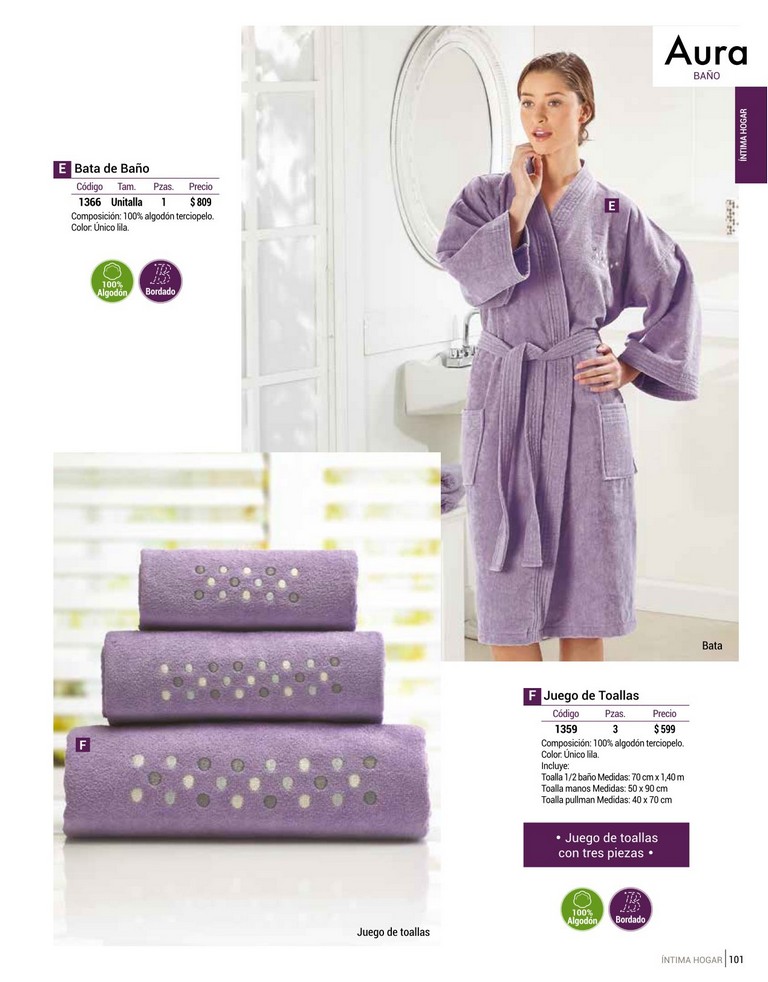 Aura
BAÑO
ÍNTIMA HOGAR
E Bata de Baño
Código Tam. Pzas. Precio
1366 Unitalla 1 $ 809
Composición: 100% algodón terciopelo.
Color: Único lila.
100%
Algodón
B
Bordado
E
Bata
F
Juego de toallas
F Juego de Toallas
Código Pzas. Precio
1359 3 $ 599
Composición: 100% algodón terciopelo.
Color: Único lila.
Incluye:
Toalla 1/2 baño Medidas: 70 cm x 1,40 m
Toalla manos Medidas: 50 x 90 cm
Toalla pullman Medidas: 40 x 70 cm
• Juego de toallas
con tres piezas •
100%
Algodón
B
Bordado
ÍNTIMA HOGAR 101